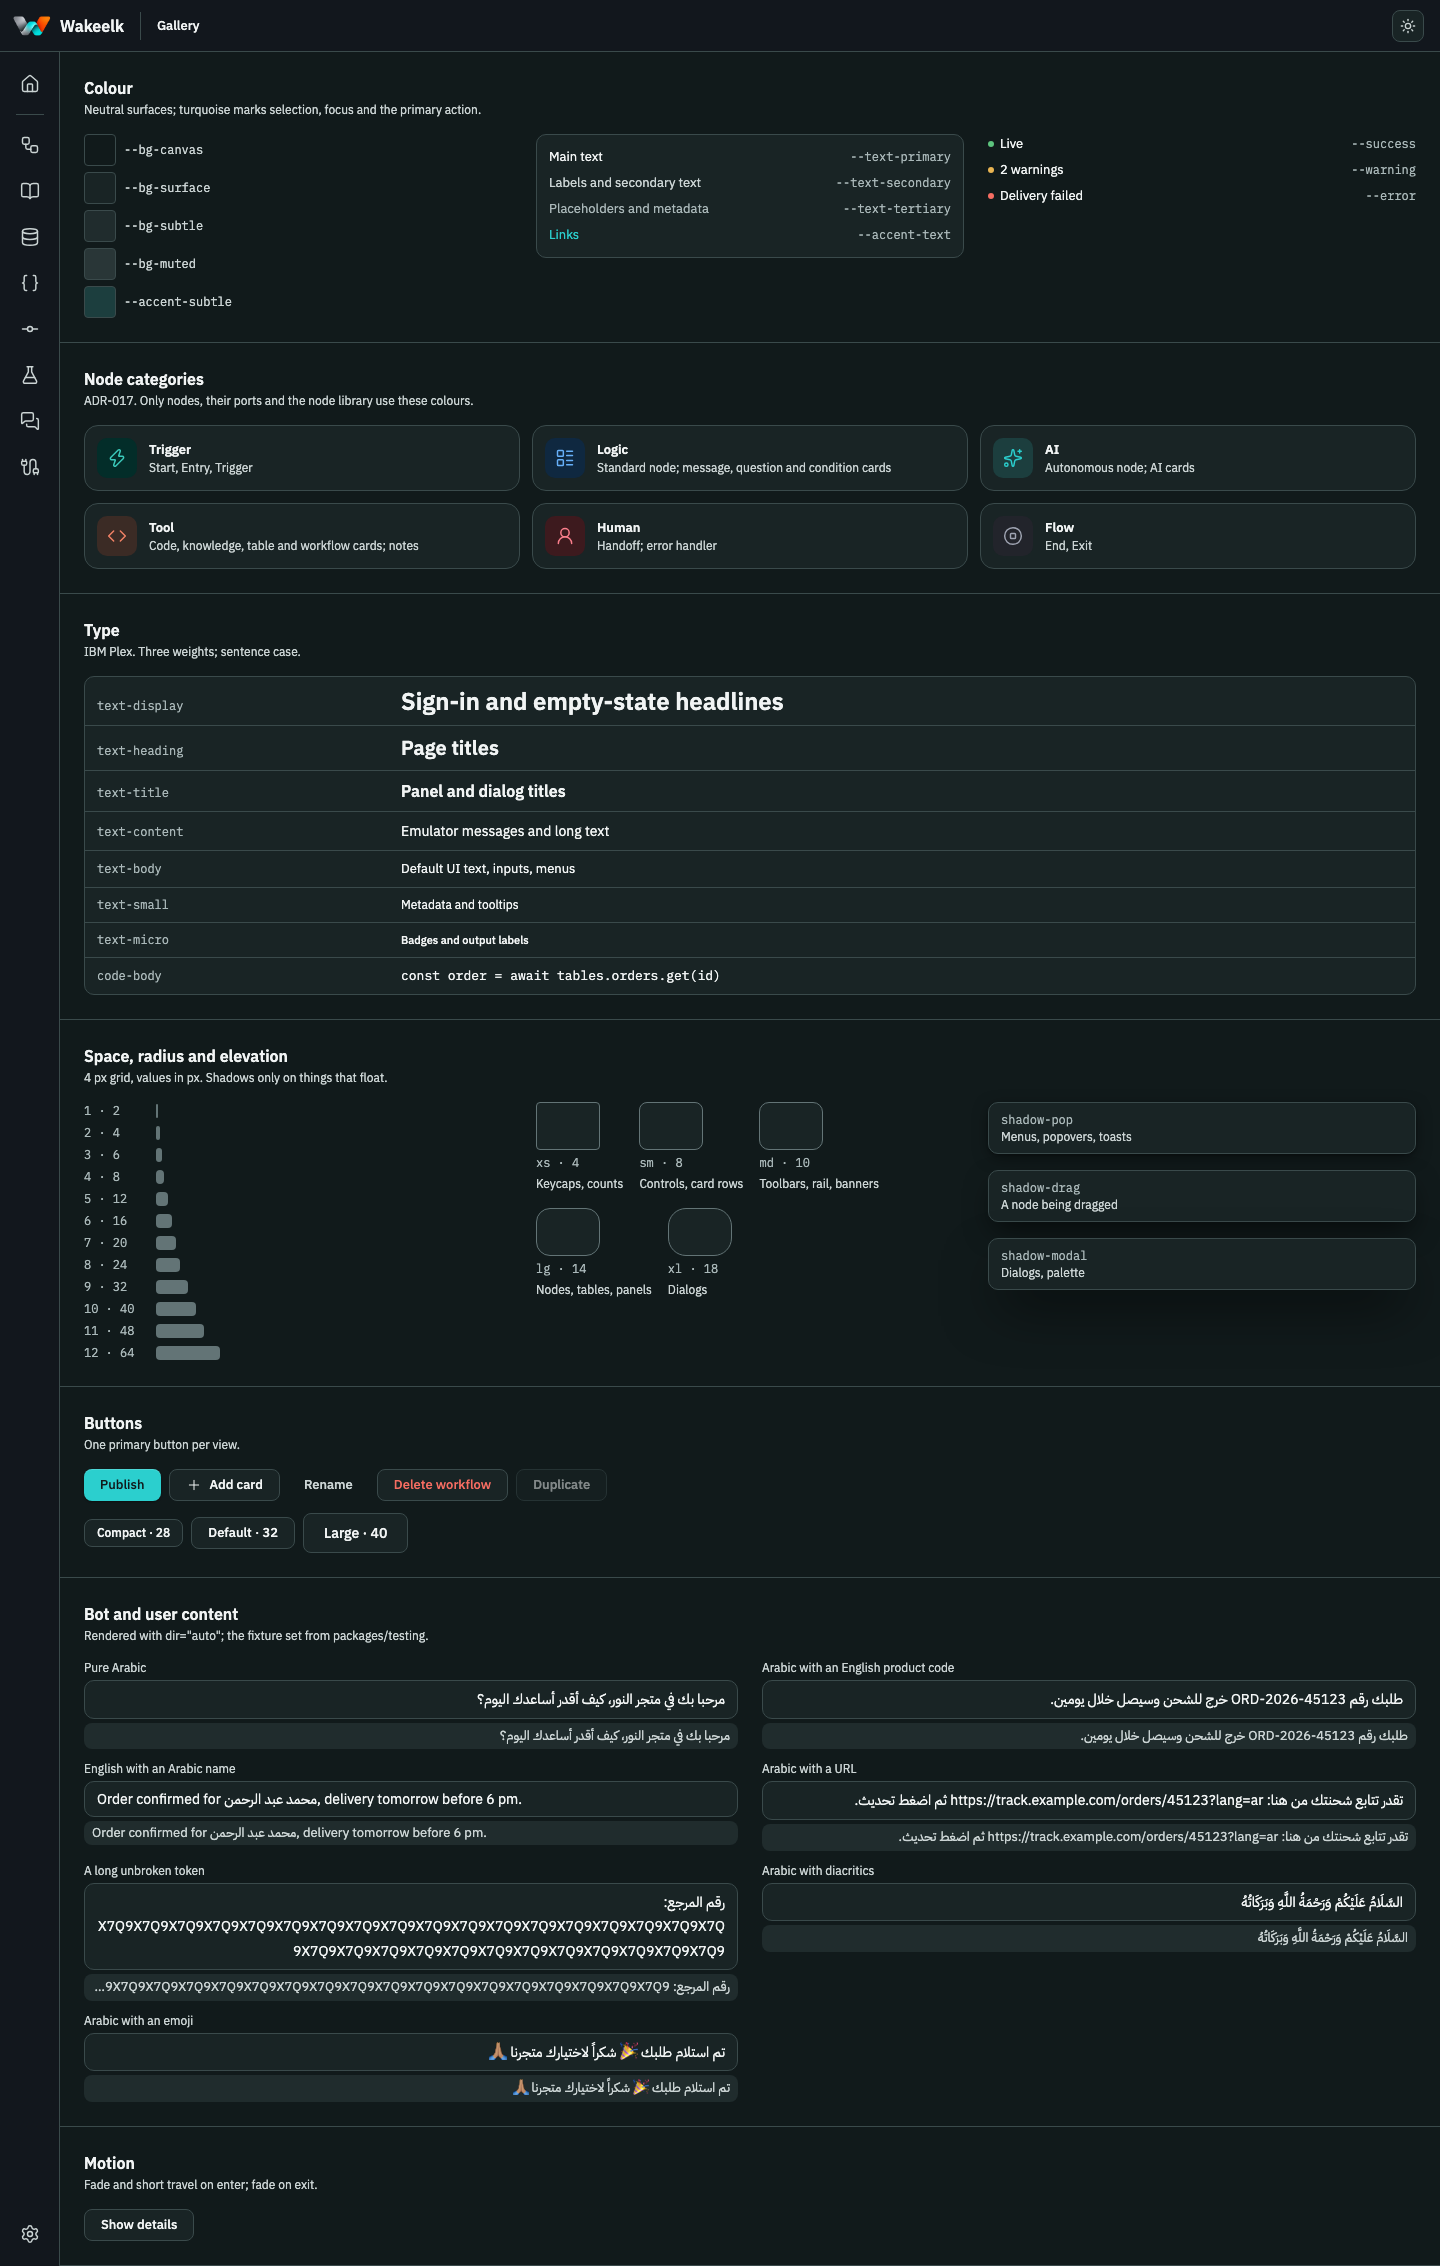 Wakeelk
Gallery
Colour
Neutral surfaces; turquoise marks selection, focus and the primary action.
--bg-canvas
--bg-surface
--bg-subtle
--bg-muted
--accent-subtle
Main text --text-primary
Labels and secondary text --text-secondary
Placeholders and metadata --text-tertiary
Links --accent-text
Live --success
2 warnings --warning
Delivery failed --error
Node categories
ADR-017. Only nodes, their ports and the node library use these colours.
Trigger
Start, Entry, Trigger
Logic
Standard node; message, question and condition cards
AI
Autonomous node; AI cards
Tool
Code, knowledge, table and workflow cards; notes
Human
Handoff; error handler
Flow
End, Exit
Type
IBM Plex. Three weights; sentence case.
text-display Sign-in and empty-state headlines
text-heading Page titles
text-title Panel and dialog titles
text-content Emulator messages and long text
text-body Default UI text, inputs, menus
text-small Metadata and tooltips
text-micro Badges and output labels
code-body const order = await tables.orders.get(id)
Space, radius and elevation
4 px grid, values in px. Shadows only on things that float.
1 · 2
2 · 4
3 · 6
4 · 8
5 · 12
6 · 16
7 · 20
8 · 24
9 · 32
10 · 40
11 · 48
12 · 64
xs · 4
Keycaps, counts
sm · 8
Controls, card rows
md · 10
Toolbars, rail, banners
lg · 14
Nodes, tables, panels
xl · 18
Dialogs
shadow-pop
Menus, popovers, toasts
shadow-drag
A node being dragged
shadow-modal
Dialogs, palette
Buttons
One primary button per view.
Publish
Add card
Rename
Delete workflow
Duplicate
Compact · 28
Default · 32
Large · 40
Bot and user content
Rendered with dir="auto"; the fixture set from packages/testing.
Pure Arabic
مرحبا بك في متجر النور، كيف أقدر أساعدك اليوم؟
مرحبا بك في متجر النور، كيف أقدر أساعدك اليوم؟
Arabic with an English product code
طلبك رقم ORD-2026-45123 خرج للشحن وسيصل خلال يومين.
طلبك رقم ORD-2026-45123 خرج للشحن وسيصل خلال يومين.
English with an Arabic name
Order confirmed for محمد عبد الرحمن, delivery tomorrow before 6 pm.
Order confirmed for محمد عبد الرحمن, delivery tomorrow before 6 pm.
Arabic with a URL
تقدر تتابع شحنتك من هنا: https://track.example.com/orders/45123?lang=ar ثم اضغط تحديث.
تقدر تتابع شحنتك من هنا: https://track.example.com/orders/45123?lang=ar ثم اضغط تحديث.
A long unbroken token
رقم المرجع:
X7Q9X7Q9X7Q9X7Q9X7Q9X7Q9X7Q9X7Q9X7Q9X7Q9X7Q9X7Q9X7Q9X7Q9X7Q9X7Q9X7Q9X7Q
9X7Q9X7Q9X7Q9X7Q9X7Q9X7Q9X7Q9X7Q9X7Q9X7Q9X7Q9X7Q9
رقم المرجع: 9X7Q9X7Q9X7Q9X7Q9X7Q9X7Q9X7Q9X7Q9X7Q9X7Q9X7Q9X7Q9X7Q9X7Q9X7Q9X7Q9...
Arabic with diacritics
السَّلَامُ عَلَيْكُمْ وَرَحْمَةُ اللَّهِ وَبَرَكَاتُهُ
السَّلَامُ عَلَيْكُمْ وَرَحْمَةُ اللَّهِ وَبَرَكَاتُهُ
Arabic with an emoji
تم استلام طلبك 🎉 شكراً لاختيارك متجرنا 🙏🏽
تم استلام طلبك 🎉 شكراً لاختيارك متجرنا 🙏🏽
Motion
Fade and short travel on enter; fade on exit.
Show details